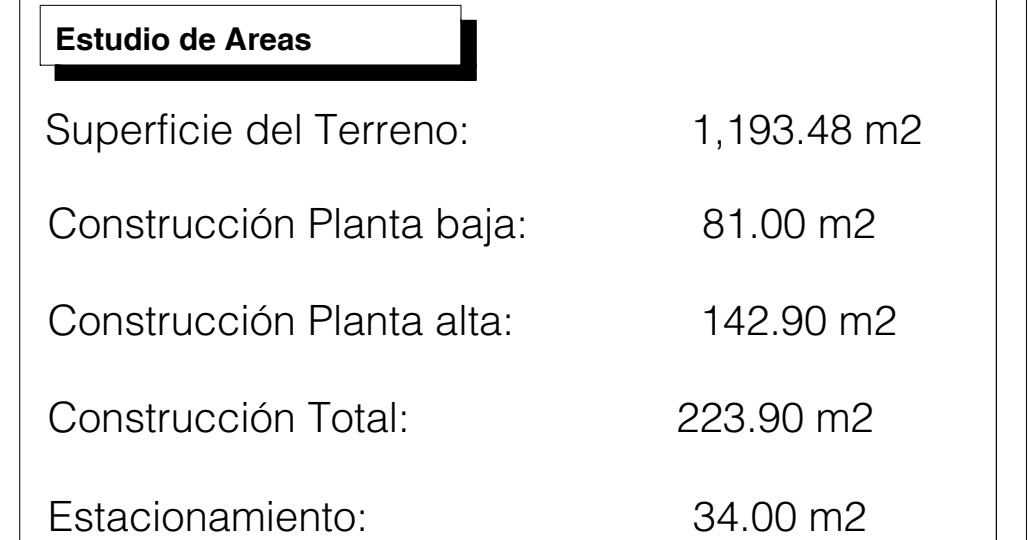 Estudio de Areas
Superficie del Terreno: 1,193.48 m2
Construcción Planta baja: 81.00 m2
Construcción Planta alta: 142.90 m2
Construcción Total: 223.90 m2
Estacionamiento: 34.00 m2